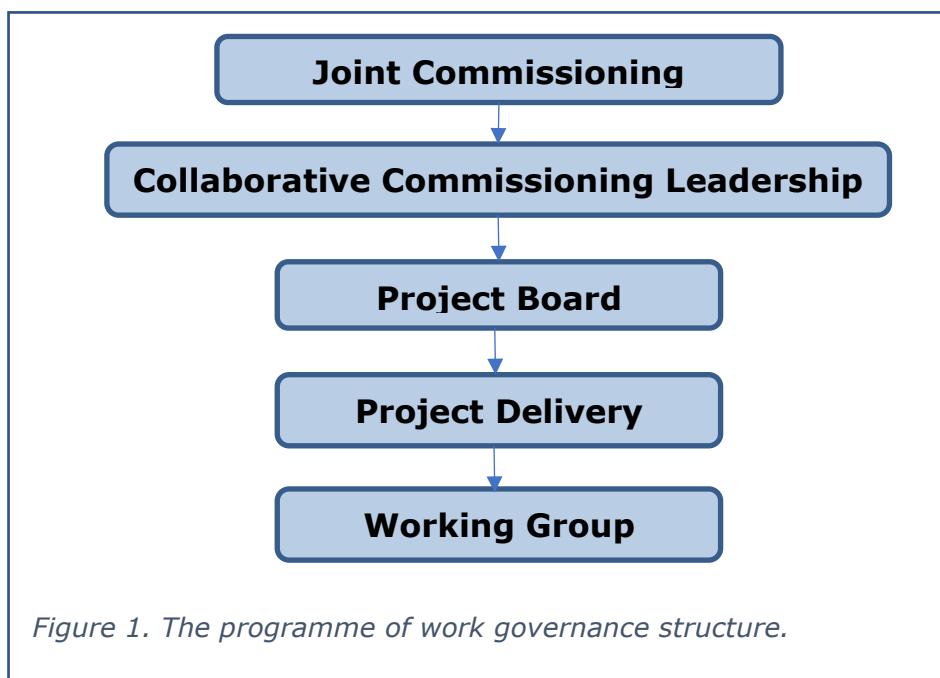 Joint Commissioning
Collaborative Commissioning Leadership
Project Board
Project Delivery
Working Group
Figure 1. The programme of work governance structure.